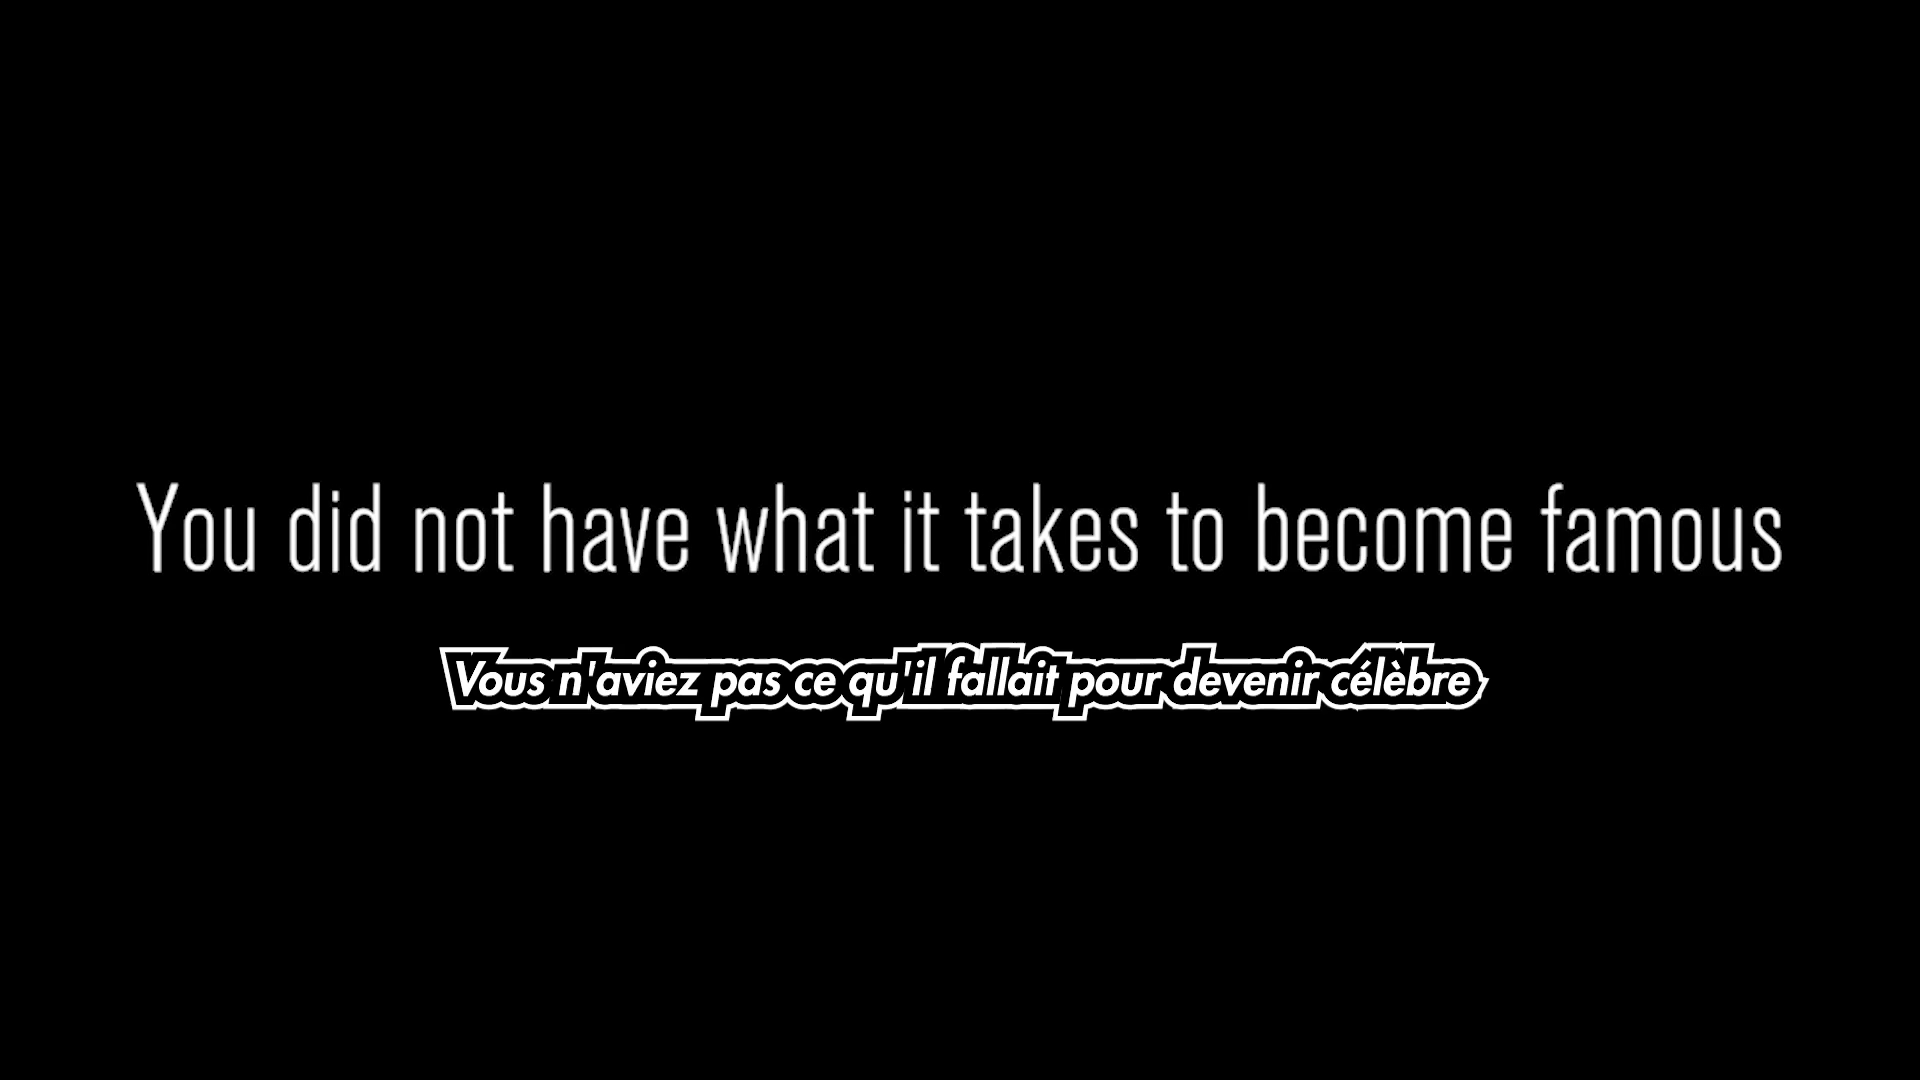 You did not have what it takes to become famous
Vous n'aviez pas ce qu'il fallait pour devenir célèbre